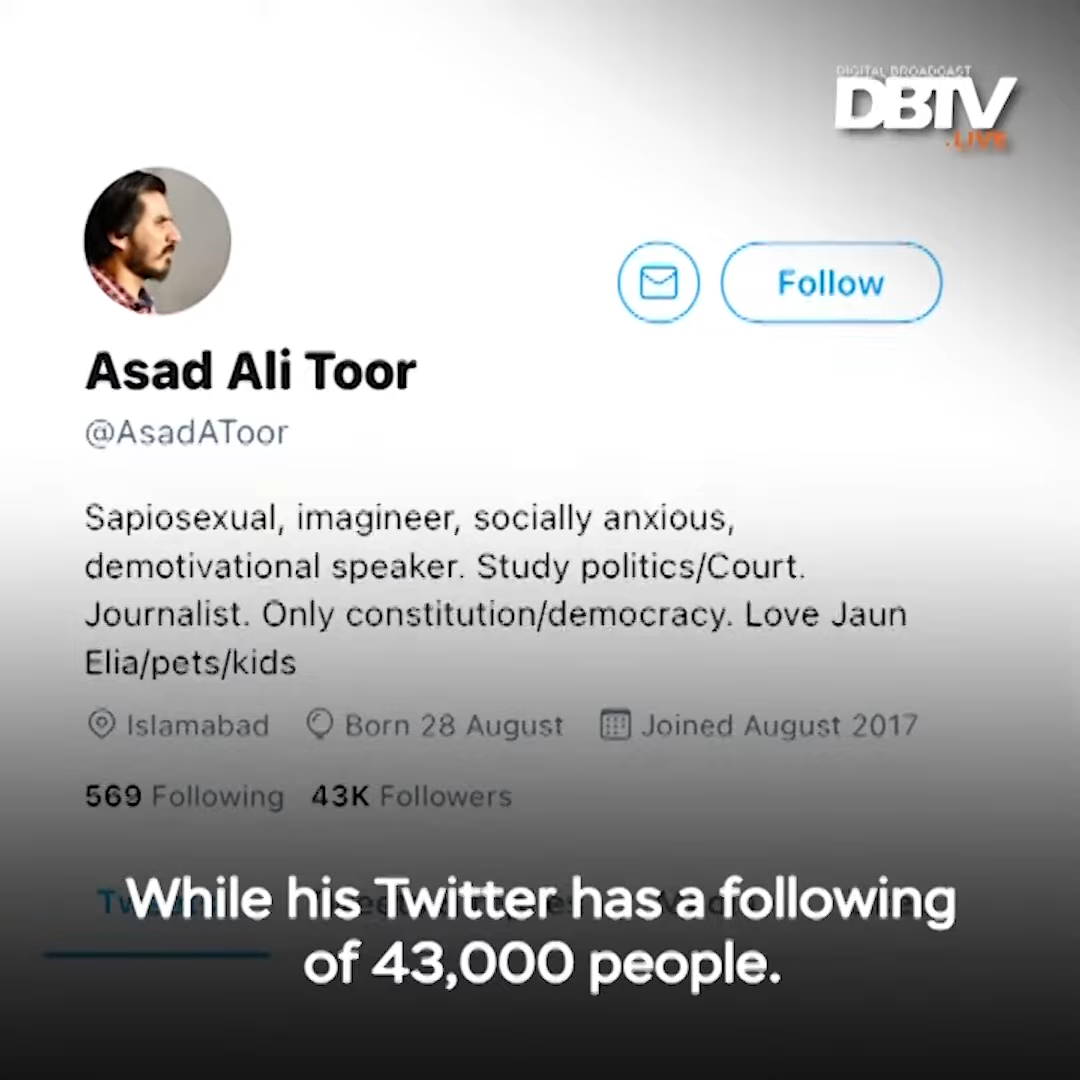 DIGITAL BROADCAST
DBTV
.LIVE
Follow
Asad Ali Toor
@AsadAToor
Sapiosexual, imagineer, socially anxious,
demotivational speaker. Study politics/Court.
Journalist. Only constitution/democracy. Love Jaun
Elia/pets/kids
Islamabad Born 28 August Joined August 2017
569 Following 43K Followers
While his Twitter has a following
of 43,000 people.